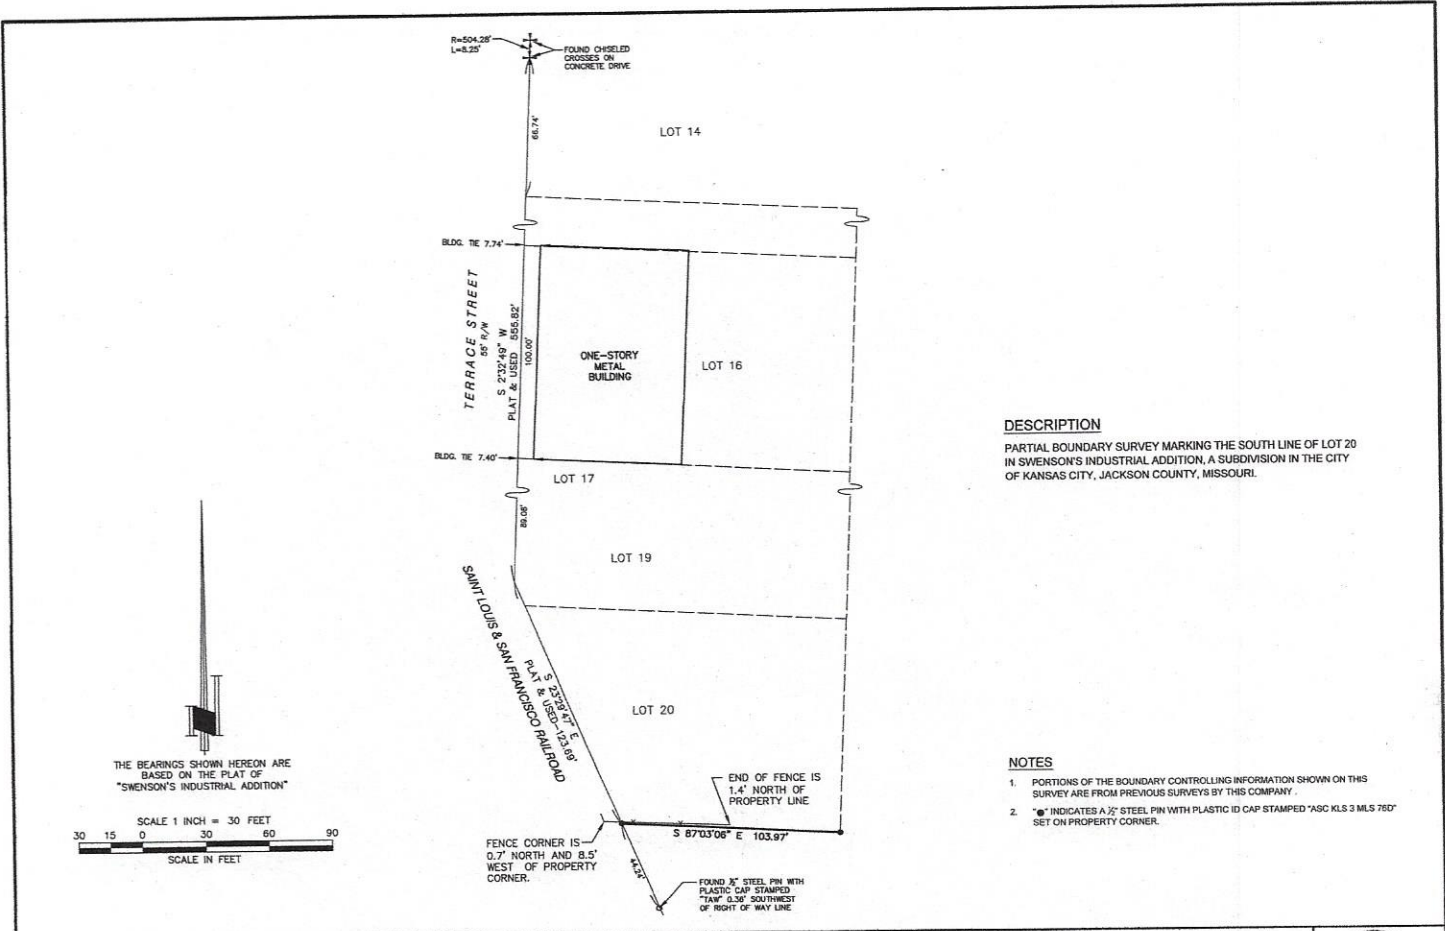 R=504.28'
L=8.25'
FOUND CHISELED
CROSSES ON
CONCRETE DRIVE
66.74'
LOT 14
BLDG. TIE 7.74'
TERRACE STREET
55' R/W
S 2°32'49" W
PLAT & USED 555.82'
100.00'
ONE-STORY
METAL
BUILDING
LOT 16
BLDG. TIE 7.40'
LOT 17
89.08'
LOT 19
SAINT LOUIS & SAN FRANCISCO RAILROAD
S 23°29'47" E
PLAT & USED-123.69'
LOT 20
END OF FENCE IS
1.4' NORTH OF
PROPERTY LINE
S 87°03'06" E 103.97'
FENCE CORNER IS
0.7' NORTH AND 8.5'
WEST OF PROPERTY
CORNER.
44.24'
FOUND ½" STEEL PIN WITH
PLASTIC CAP STAMPED
"TAW" 0.36' SOUTHWEST
OF RIGHT OF WAY LINE
THE BEARINGS SHOWN HEREON ARE
BASED ON THE PLAT OF
"SWENSON'S INDUSTRIAL ADDITION"
SCALE 1 INCH = 30 FEET
30 15 0 30 60 90
SCALE IN FEET
DESCRIPTION
PARTIAL BOUNDARY SURVEY MARKING THE SOUTH LINE OF LOT 20
IN SWENSON'S INDUSTRIAL ADDITION, A SUBDIVISION IN THE CITY
OF KANSAS CITY, JACKSON COUNTY, MISSOURI.
NOTES
1. PORTIONS OF THE BOUNDARY CONTROLLING INFORMATION SHOWN ON THIS
SURVEY ARE FROM PREVIOUS SURVEYS BY THIS COMPANY .
2. "●" INDICATES A ½" STEEL PIN WITH PLASTIC ID CAP STAMPED "ASC KLS 3 MLS 76D"
SET ON PROPERTY CORNER.